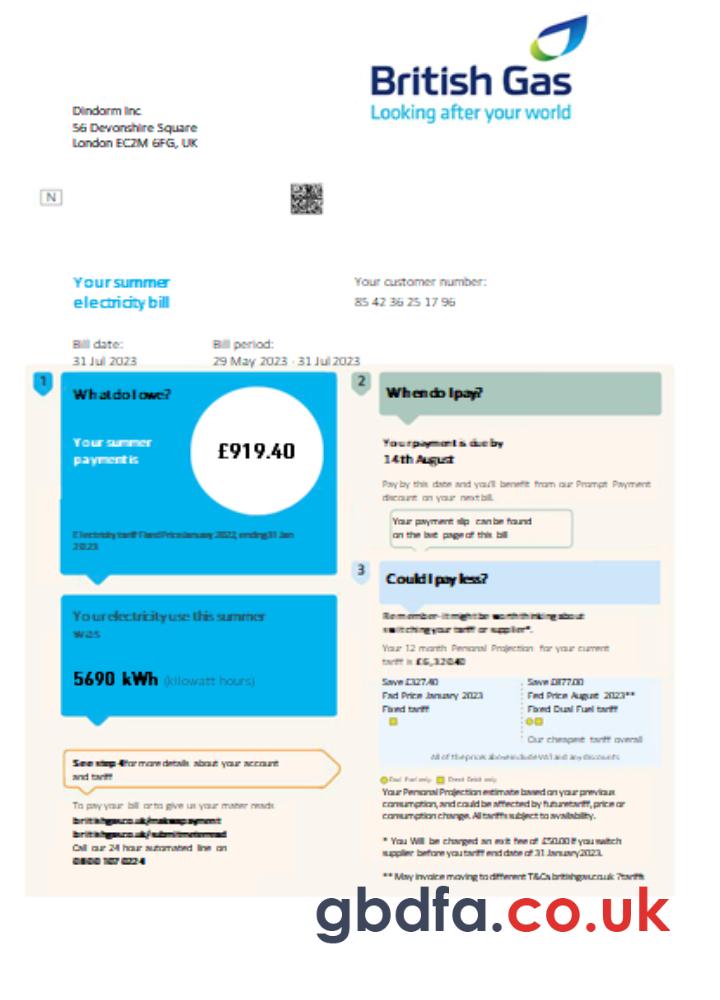 British Gas
Looking after your world
Dindorm Inc
56 Devonshire Square
London EC2M 6FG, UK
N
Your summer
electricity bill
Your customer number:
85 42 36 25 17 96
Bill date:
31 Jul 2023
Bill period:
29 May 2023 - 31 Jul 2023
1
What do I owe?
Your summer
payment is
£919.40
Electricity tariff Fixed Price January 2022, ending 31 Jan
2023
Your electricity use this summer
was
5690 kWh (kilowatt hours)
See step 4 for more details about your account
and tariff
To pay your bill or to give us your mater reads
britishgas.co.uk/makeapayment
britishgas.co.uk/submitmeterread
Call our 24 hour automated line on
0800 107 0224
2
When do I pay?
Your payment is due by
14th August
Pay by this date and you'll benefit from our Prompt Payment
discount on your next bill.
Your payment slip can be found
on the last page of this bill
3
Could I pay less?
Remember - it might be worth thinking about
switching your tariff or supplier*.
Your 12 month Personal Projection for your current
tariff is
Save £327.40
Fad Price January 2023
Fixed tariff
Save £877.00
Fed Price August 2023**
Fixed Dual Fuel tariff
Our cheapest tariff overall
All of the prices above include VAT and any discounts
Dual Fuel only Direct Debit only
Your Personal Projection estimate based on your previous
consumption, and could be affected by future tariff, price or
consumption change. All tariffs subject to availability.
* You Will be charged an exit fee of £50.00 if you switch
supplier before you tariff end date of 31 January 2023.
** May invoice moving to different T&Cs britishgas.co.uk ?tariffs
gbdfa.co.uk